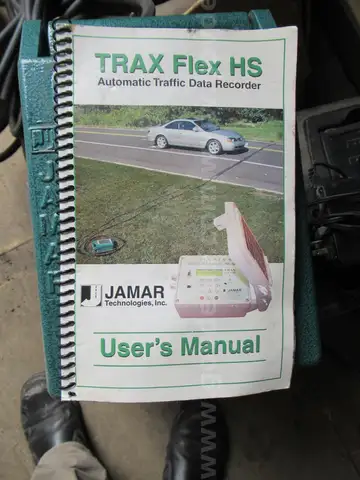 TRAX Flex HS
Automatic Traffic Data Recorder
JAMAR
JAMAR
Technologies, Inc.
User's Manual